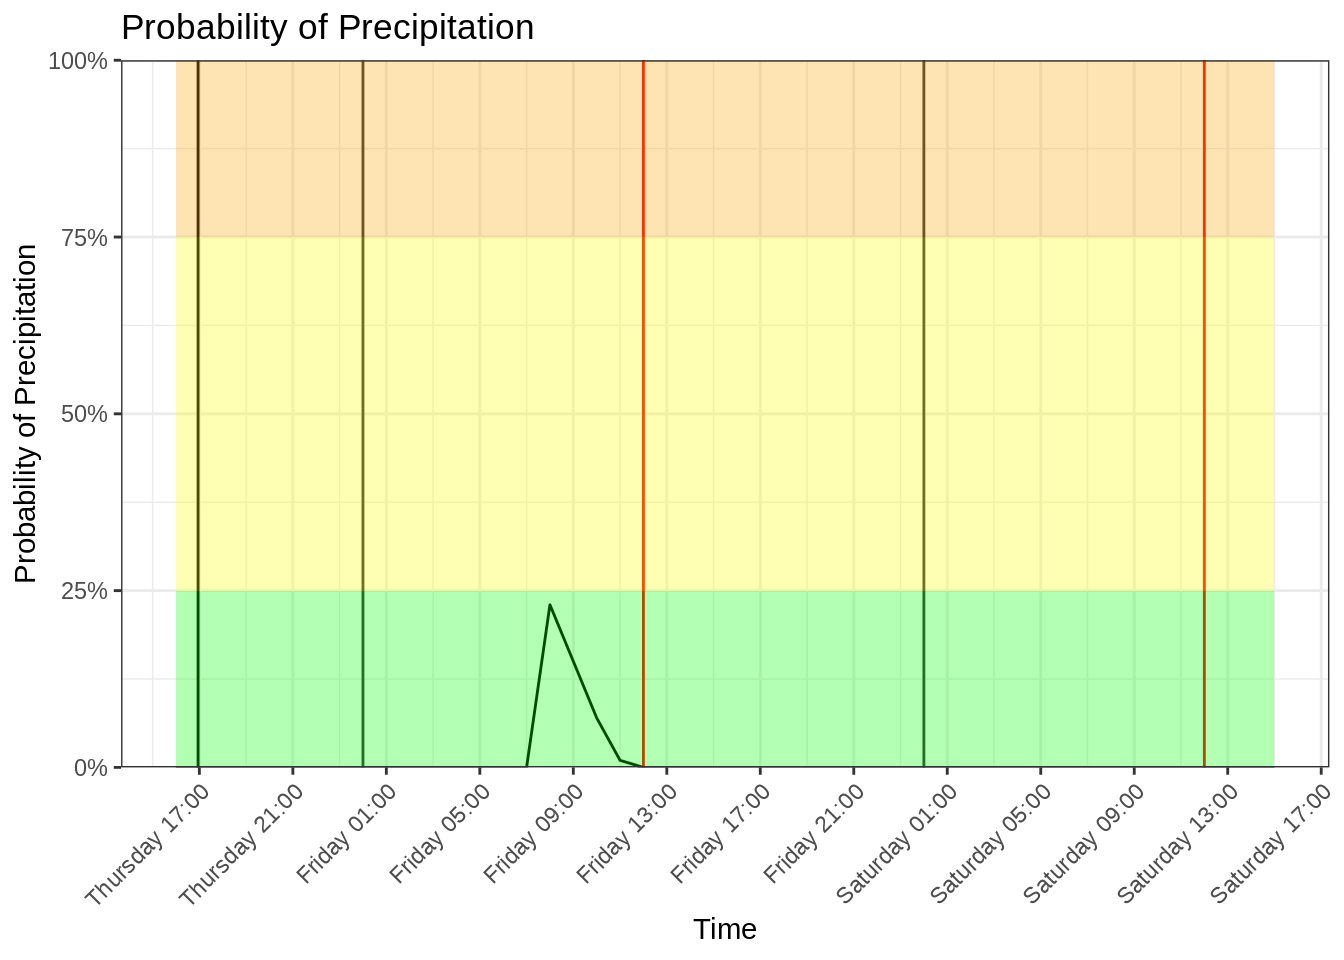 Probability of Precipitation
Probability of Precipitation
100%
75%
50%
25%
0%
Thursday 17:00
Thursday 21:00
Friday 01:00
Friday 05:00
Friday 09:00
Friday 13:00
Friday 17:00
Friday 21:00
Saturday 01:00
Saturday 05:00
Saturday 09:00
Saturday 13:00
Saturday 17:00
Time